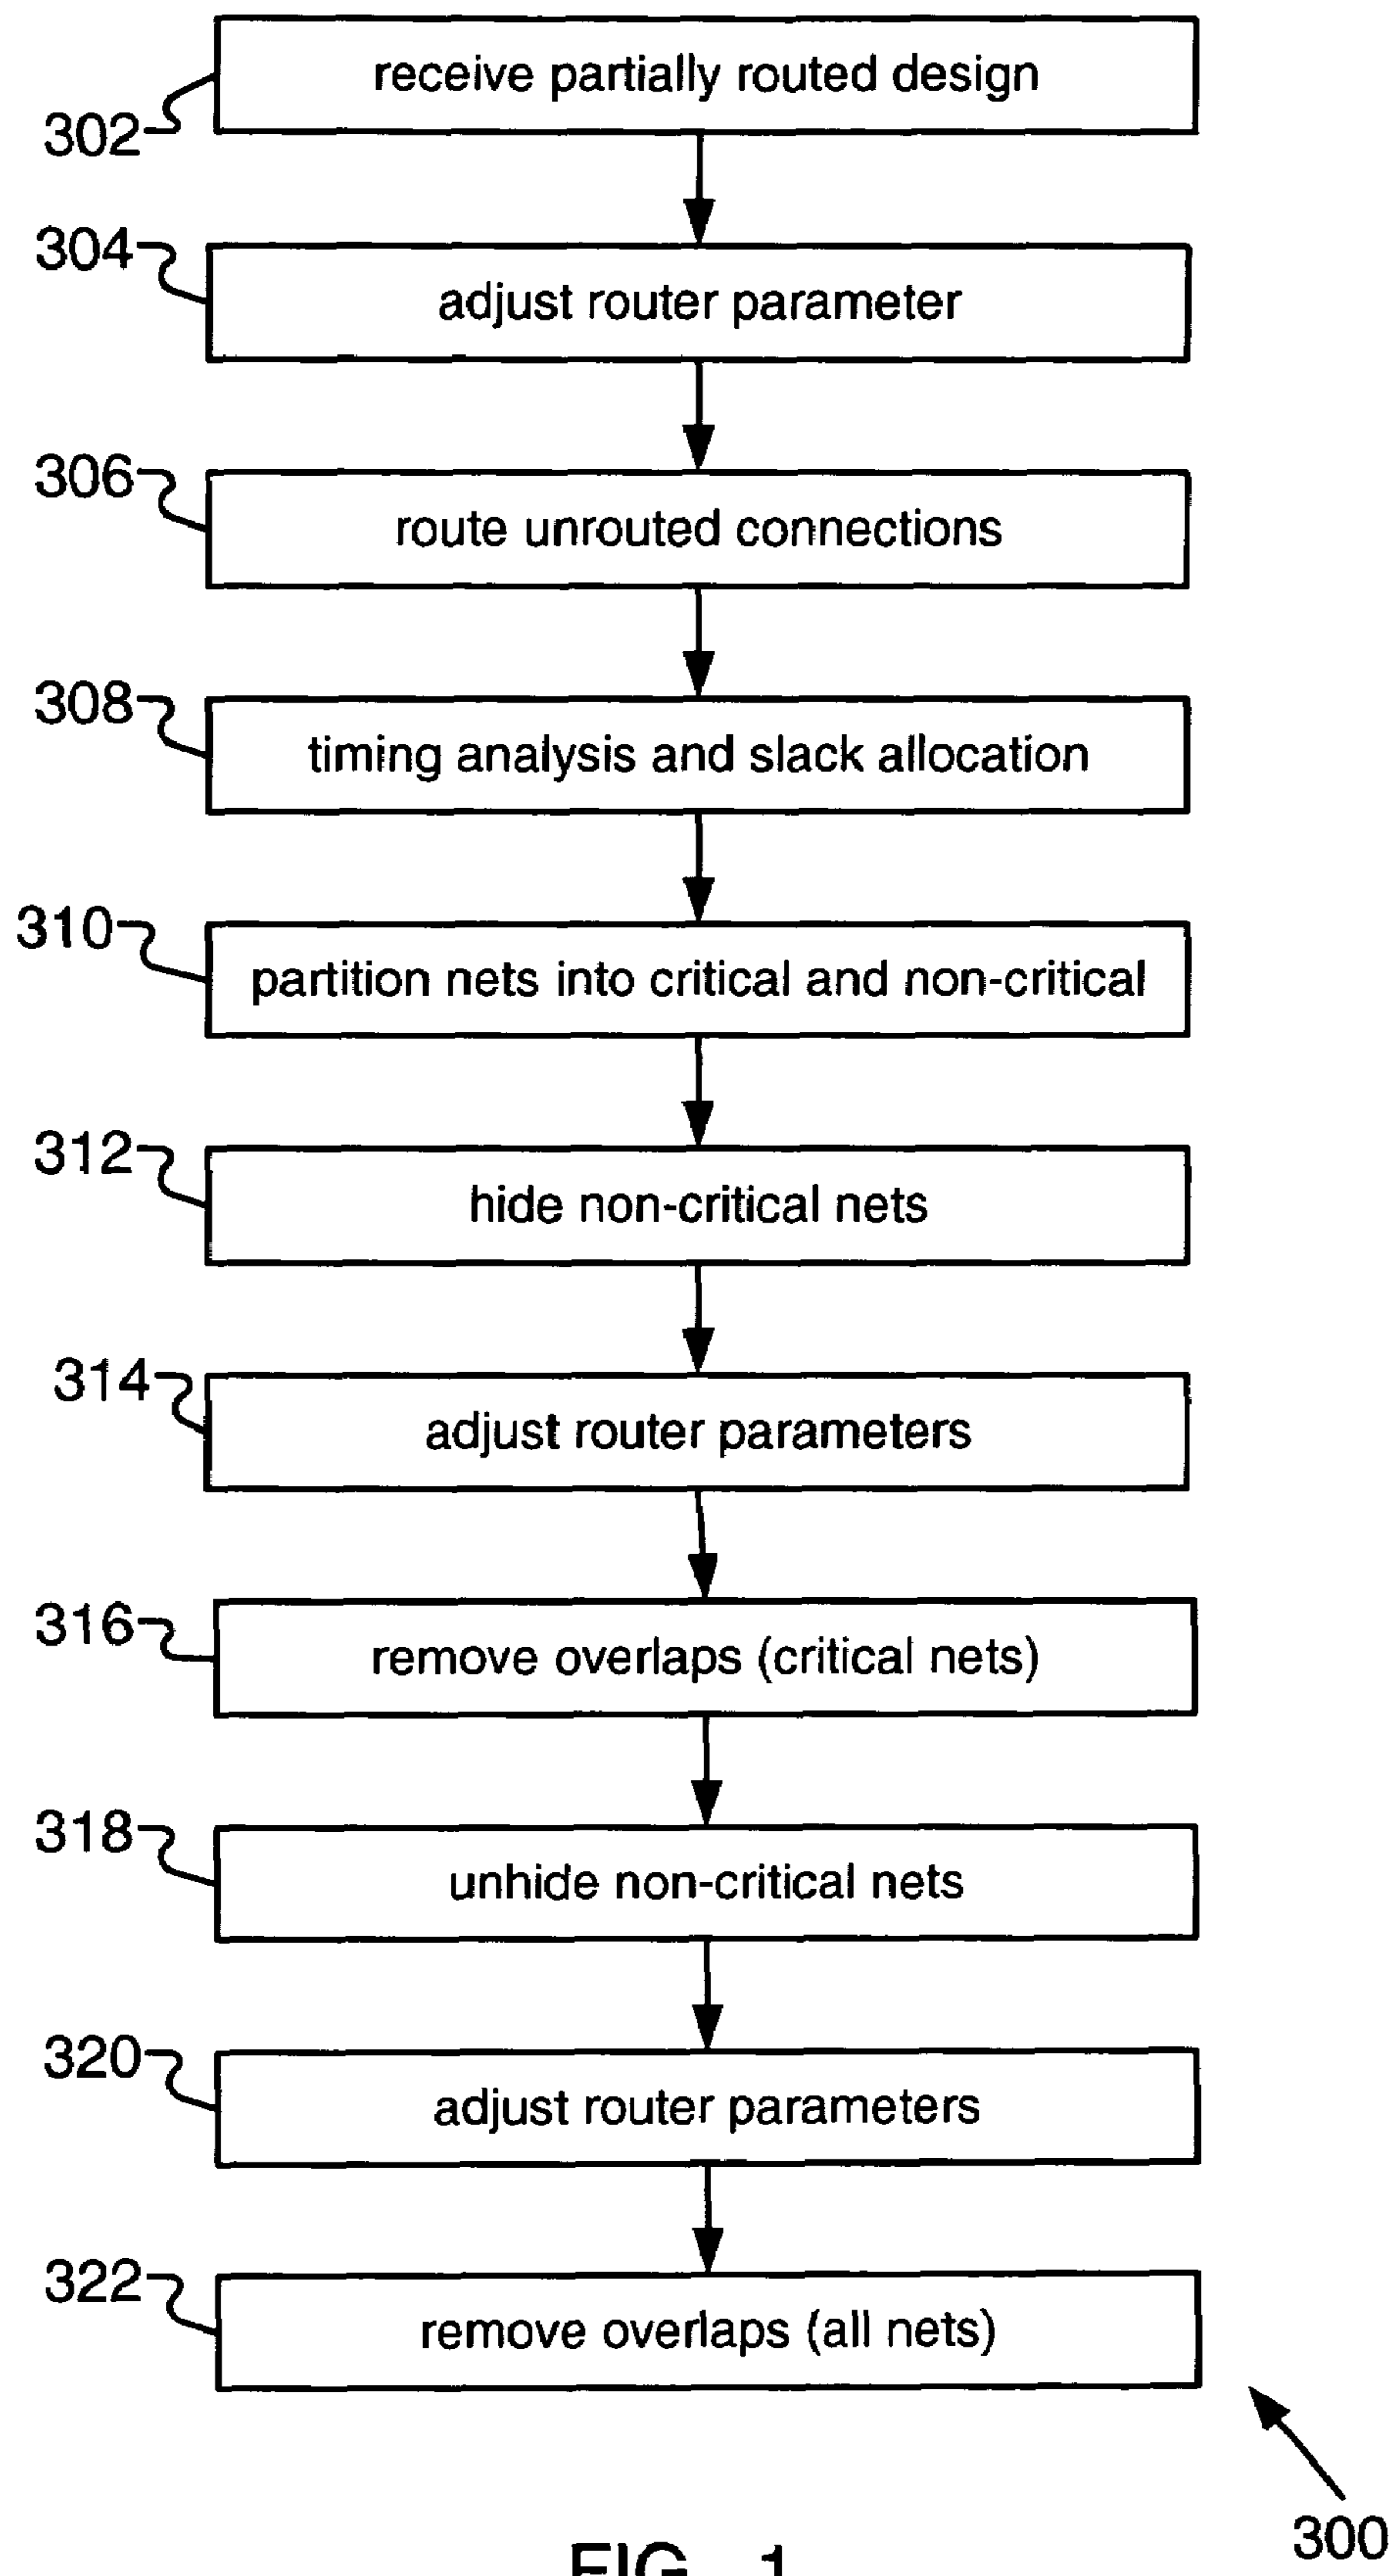 receive partially routed design
302
304
adjust router parameter
306
route unrouted connections
308
timing analysis and slack allocation
310
partition nets into critical and non-critical
312
hide non-critical nets
314
adjust router parameters
316
remove overlaps (critical nets)
318
unhide non-critical nets
320
adjust router parameters
322
remove overlaps (all nets)
300
FIG. 1